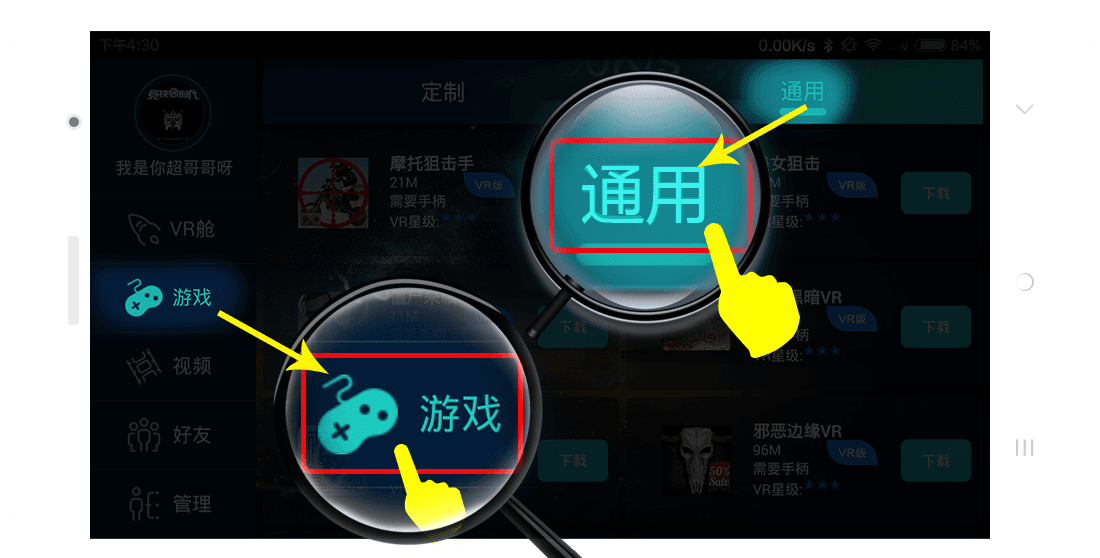 下午4:30
0.00K/s
84%
定制
通用
我是你超哥哥呀
VR舱
游戏
视频
好友
管理
摩托狙击手
21M
需要手柄
VR星级:
VR版
女狙击
M
需要手柄
VR星级:
VR版
下载
通用
11M
下载
黑暗VR
柄
VR星级:
VR版
下载
游戏
下载
邪恶边缘VR
96M
需要手柄
VR星级:
VR版
50%
Sale
下载